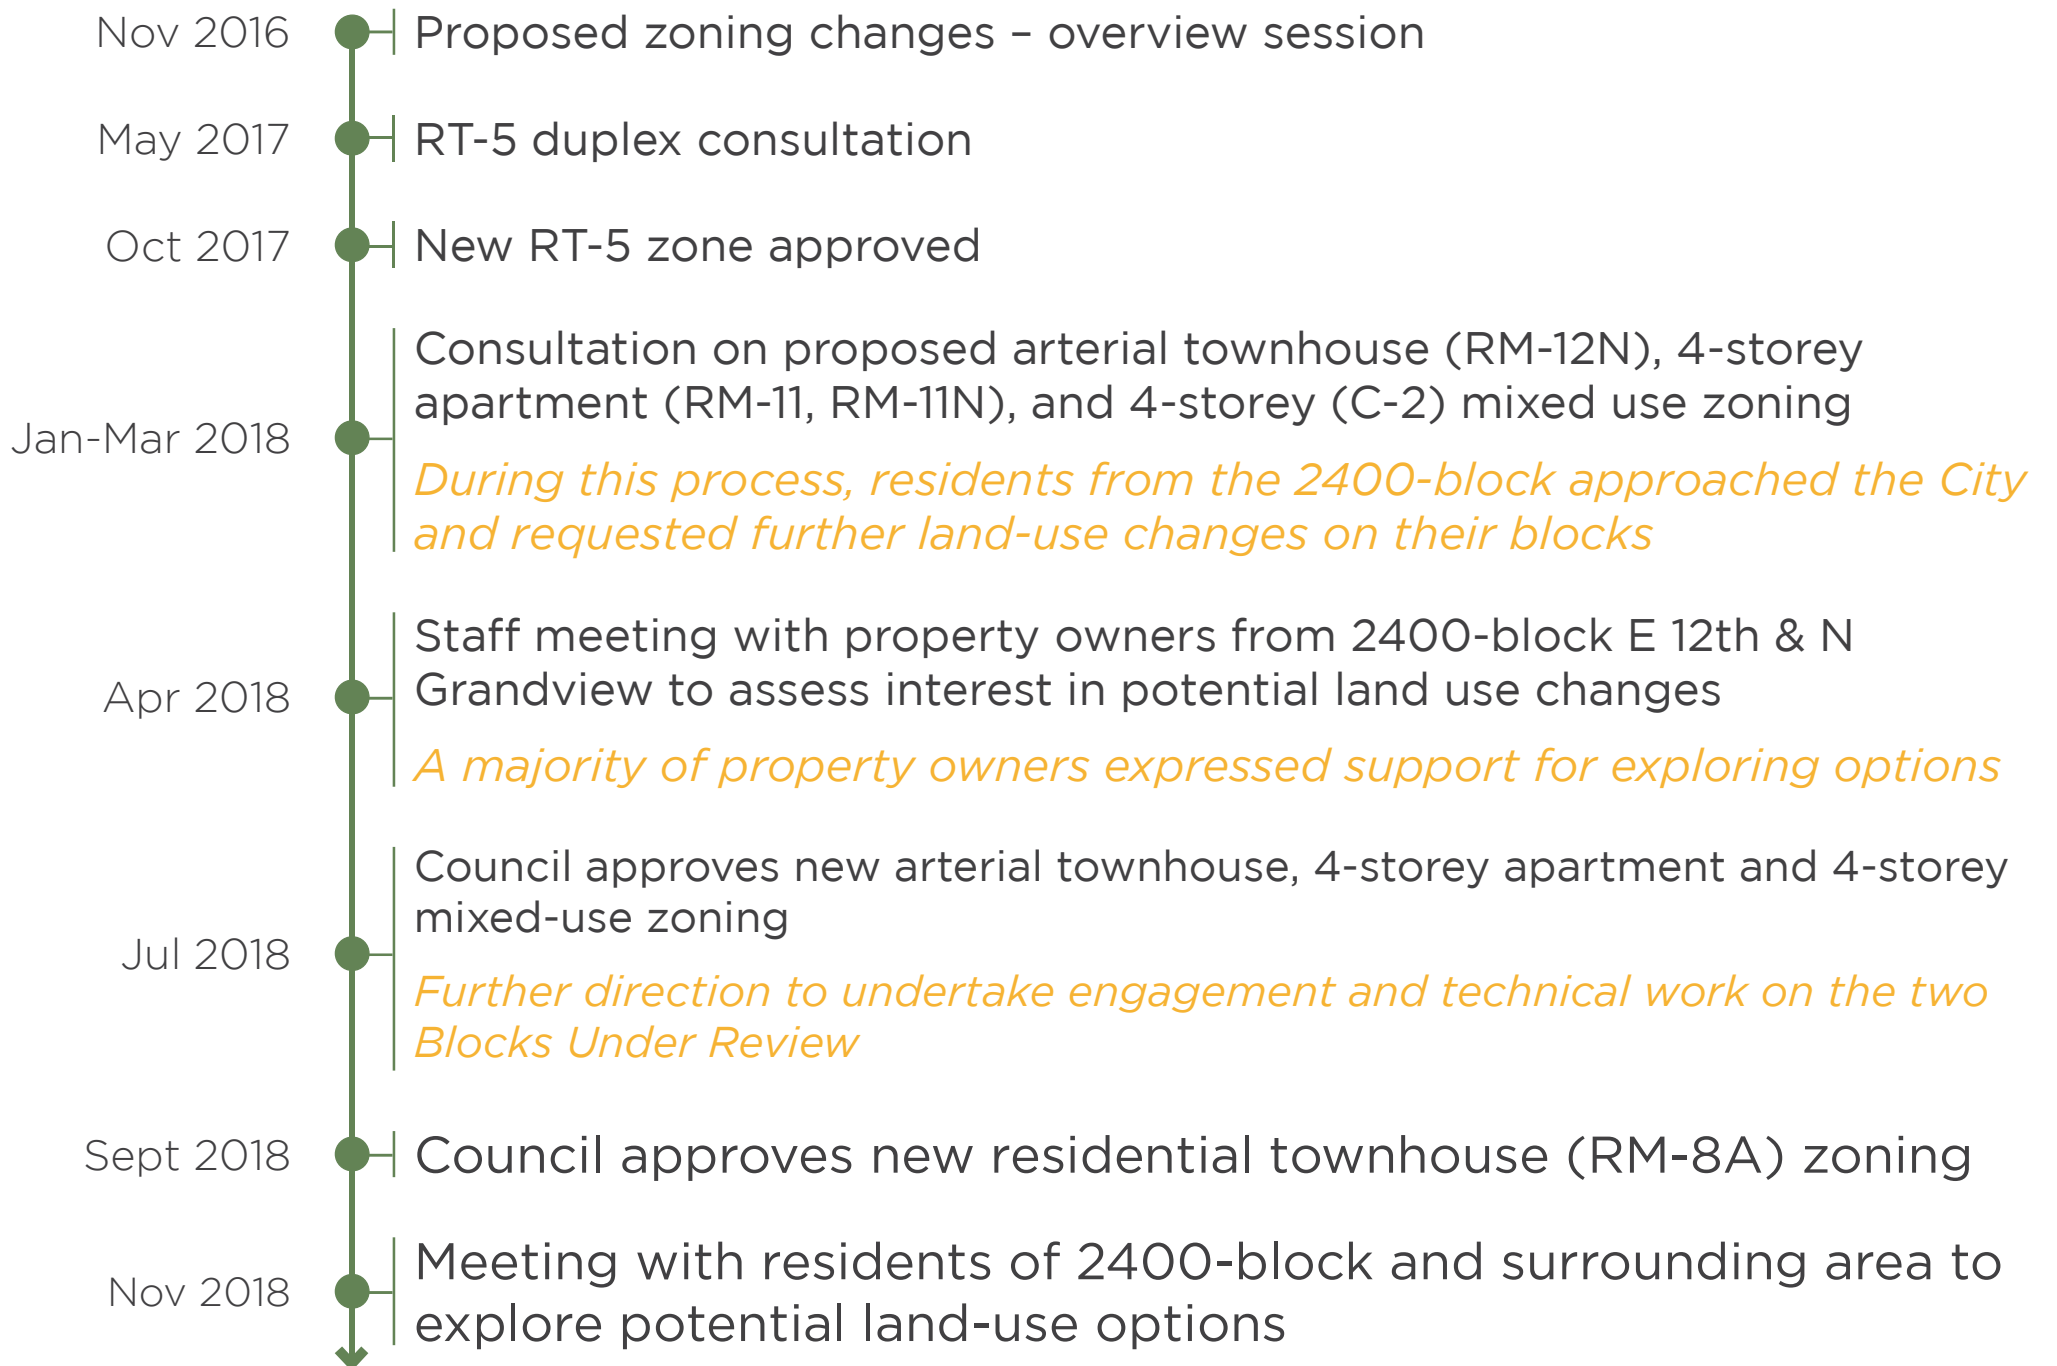 Nov 2016
Proposed zoning changes – overview session
May 2017
RT-5 duplex consultation
Oct 2017
New RT-5 zone approved
Jan-Mar 2018
Consultation on proposed arterial townhouse (RM-12N), 4-storey
apartment (RM-11, RM-11N), and 4-storey (C-2) mixed use zoning
During this process, residents from the 2400-block approached the City
and requested further land-use changes on their blocks
Apr 2018
Staff meeting with property owners from 2400-block E 12th & N
Grandview to assess interest in potential land use changes
A majority of property owners expressed support for exploring options
Jul 2018
Council approves new arterial townhouse, 4-storey apartment and 4-storey
mixed-use zoning
Further direction to undertake engagement and technical work on the two
Blocks Under Review
Sept 2018
Council approves new residential townhouse (RM-8A) zoning
Nov 2018
Meeting with residents of 2400-block and surrounding area to
explore potential land-use options